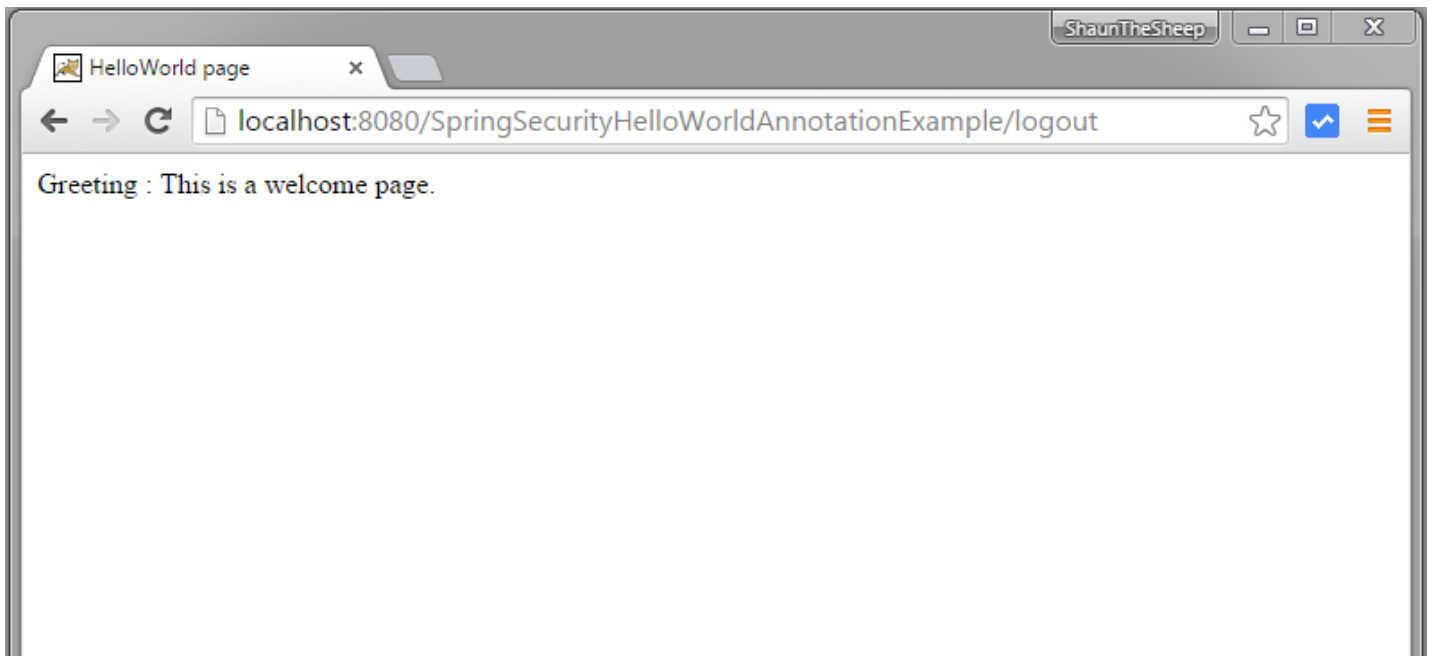 ShaunTheSheep
HelloWorld page
localhost:8080/SpringSecurityHelloWorldAnnotationExample/logout
Greeting : This is a welcome page.